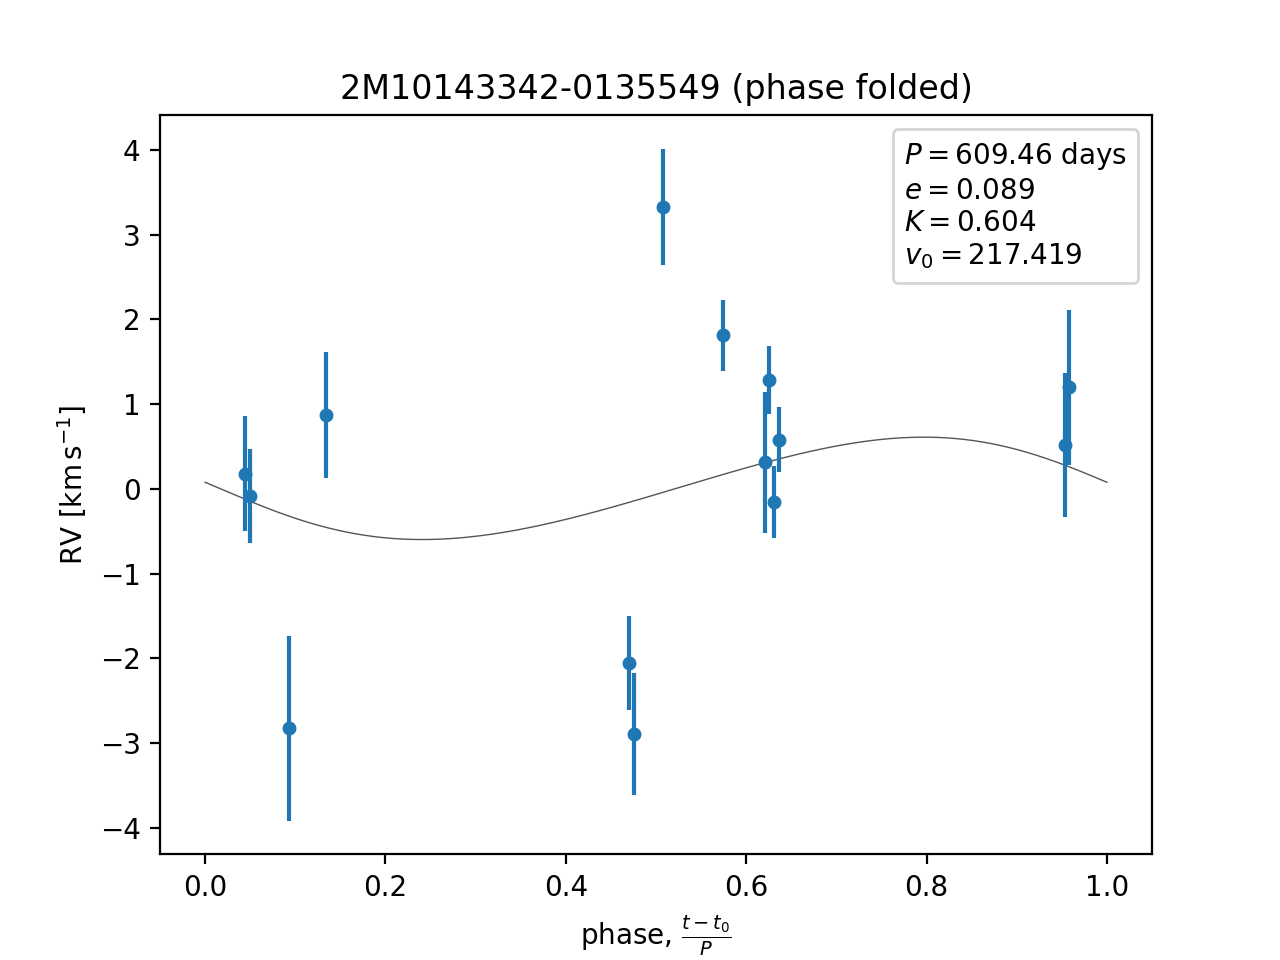 2M10143342-0135549 (phase folded)
P = 609.46 days
e = 0.089
K = 0.604
v₀ = 217.419
4
3
2
1
0
−1
−2
−3
−4
RV [km s⁻¹]
0.0 0.2 0.4 0.6 0.8 1.0
phase, (t − t₀)/P